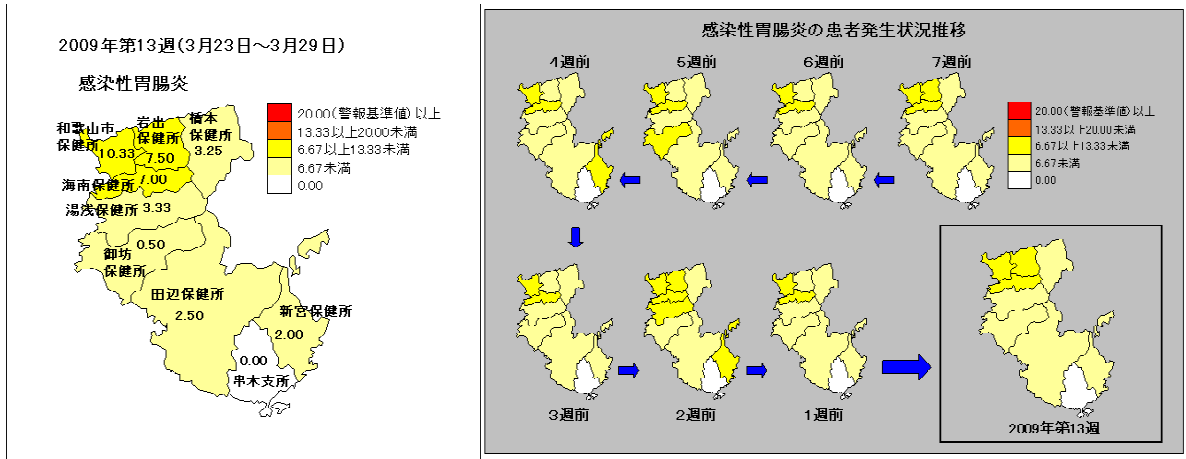 2009年第13週(3月23日～3月29日)
感染性胃腸炎
20.00(警報基準値)以上
13.33以上20.00未満
6.67以上13.33未満
6.67未満
0.00
和歌山市
保健所
10.33
岩出
保健所
7.50
橋本
保健所
3.25
海南保健所
7.00
湯浅保健所
3.33
御坊
保健所
0.50
田辺保健所
2.50
新宮保健所
2.00
0.00
串本支所
感染性胃腸炎の患者発生状況推移
4週前
5週前
6週前
7週前
20.00(警報基準値)以上
13.33以上20.00未満
6.67以上13.33未満
6.67未満
0.00
3週前
2週前
1週前
2009年第13週